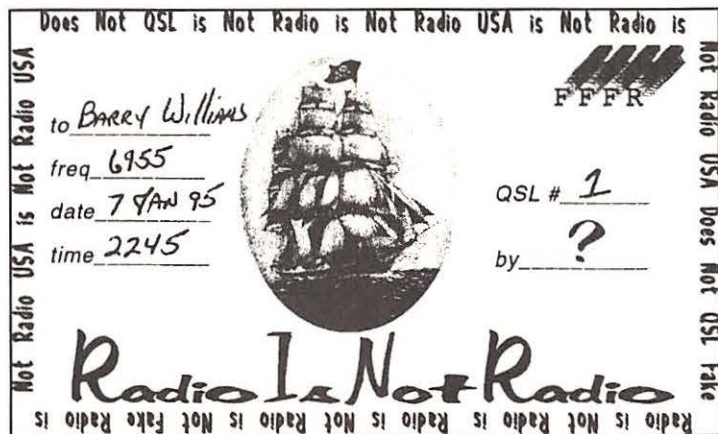 Does Not QSL is Not Radio is Not Radio USA is Not Radio is
Not Radio USA Does Not QSL Fake
Radio is Not Radio is Not Radio is Not Radio is Not Fake Radio is
Not Radio USA is Not Radio USA
FFFR
to Barry Williams
freq 6955
date 7 JAN 95
time 2245
QSL # 1
by ?
Radio Is Not Radio